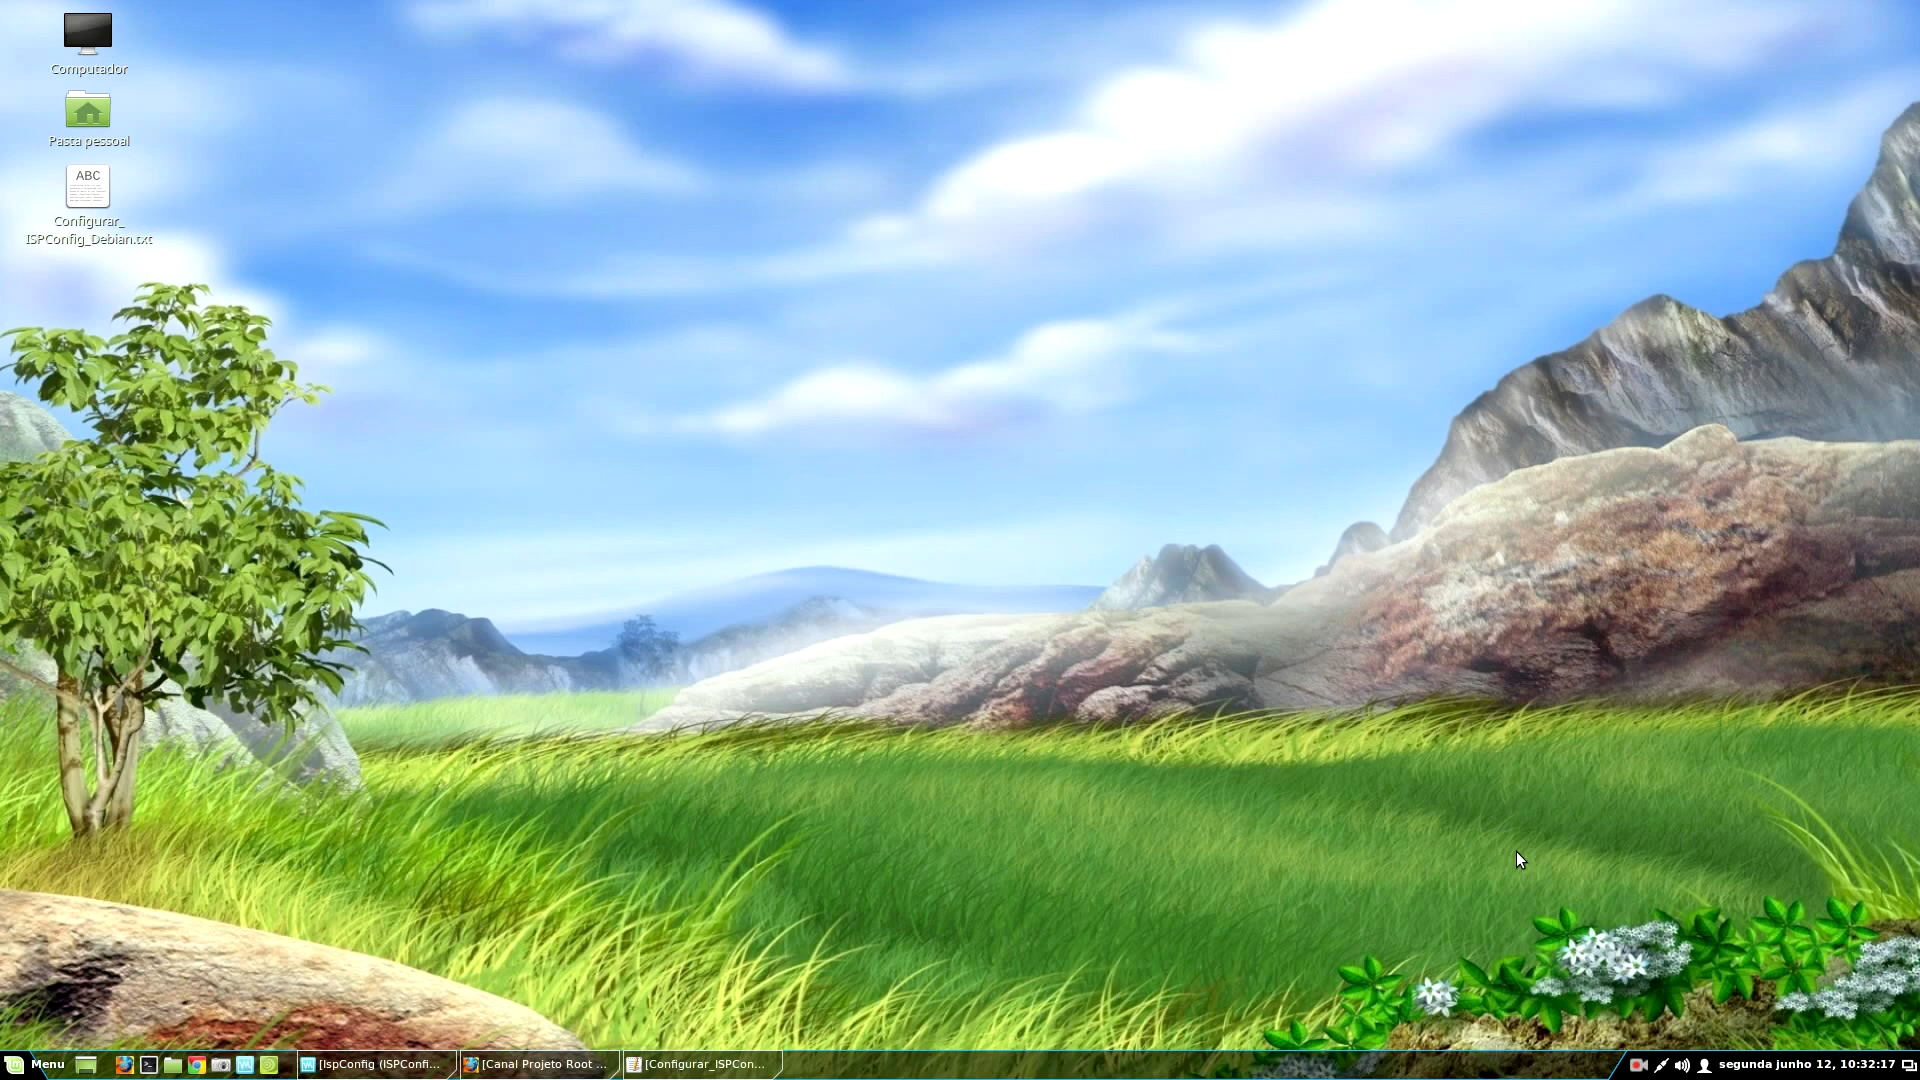 Computador
Pasta pessoal
ABC
Configurar_
ISPConfig_Debian.txt
Menu
[IspConfig (ISPConfi...
[Canal Projeto Root ...
[Configurar_ISPCon...
segunda junho 12, 10:32:17